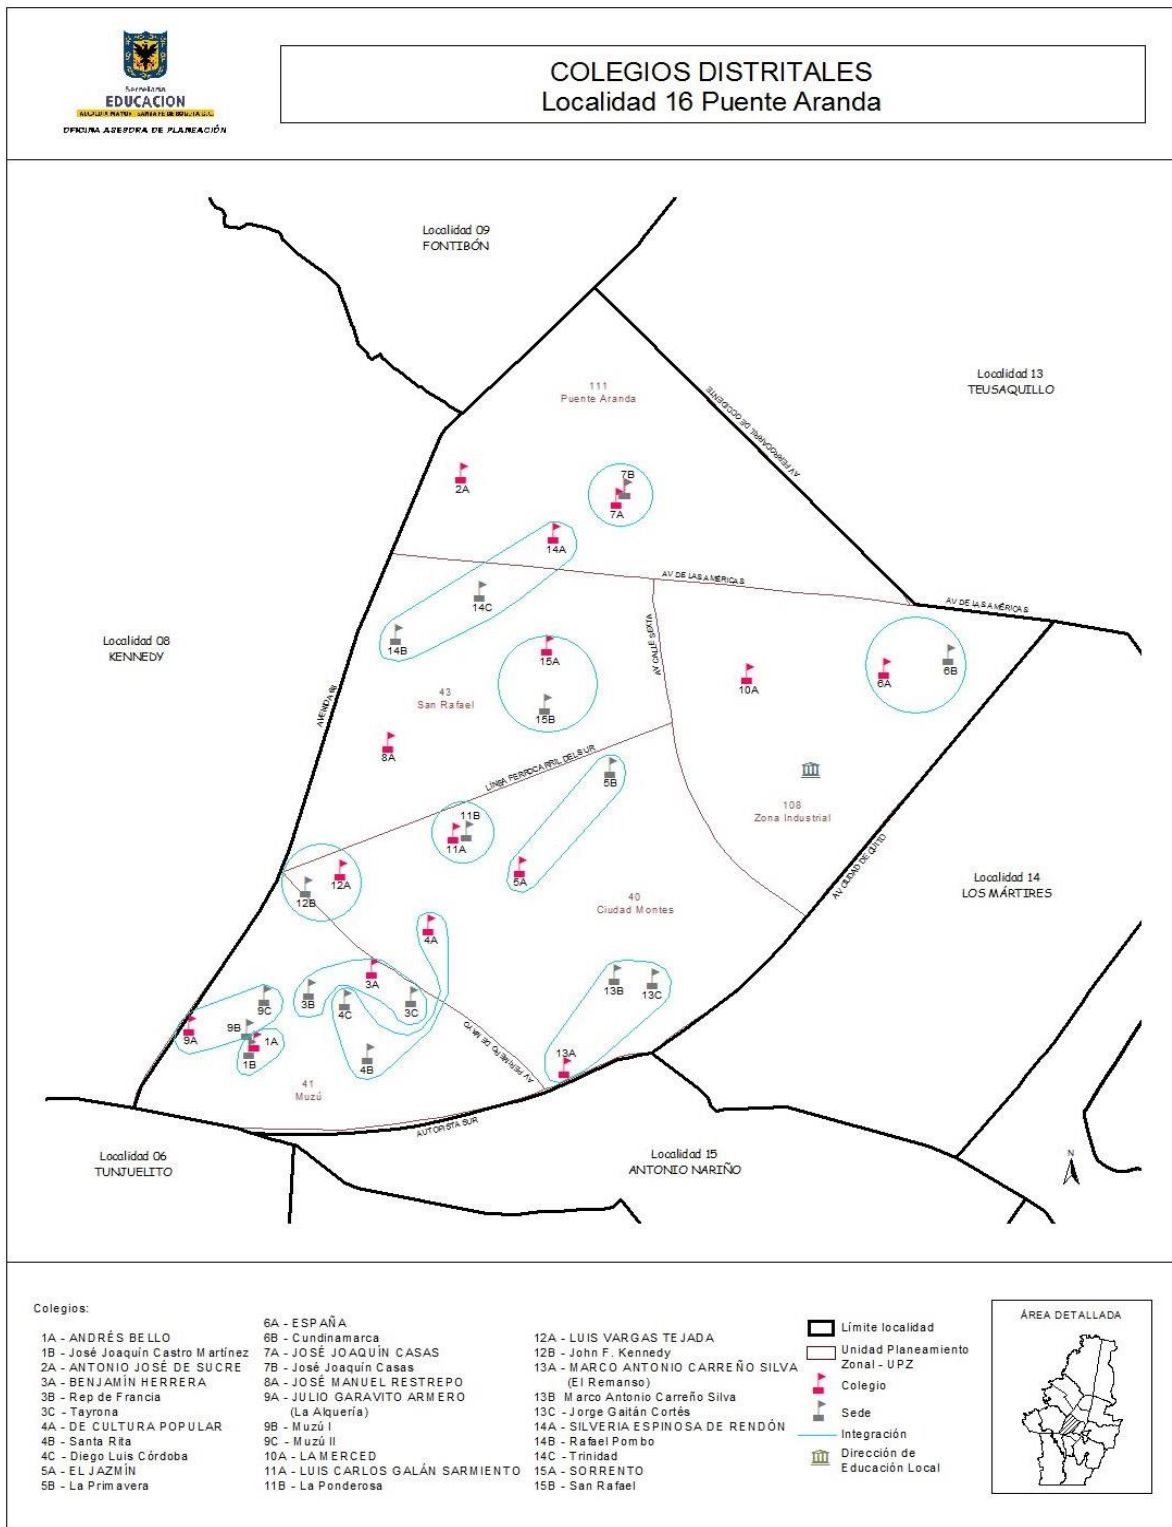 Secretaría
EDUCACION
ALCALDIA MAYOR SANTA FE DE BOGOTA D.C.
OFICINA ASESORA DE PLANEACIÓN
COLEGIOS DISTRITALES
Localidad 16 Puente Aranda
Localidad 09
FONTIBÓN
Localidad 13
TEUSAQUILLO
111
Puente Aranda
AV FERROCARRIL DE OCCIDENTE
2A
7B
7A
14A
AV DE LAS AMÉRICAS
AV DE LAS AMÉRICAS
14C
AV CALLE SEXTA
Localidad 08
KENNEDY
14B
15A
6A
6B
10A
43
San Rafael
15B
AVENIDA 68
8A
LÍNEA FERROCARRIL DEL SUR
5B
108
Zona Industrial
11B
11A
AV CIUDAD DE QUITO
12A
5A
12B
Localidad 14
LOS MÁRTIRES
40
Ciudad Montes
4A
3A
3B
4C
3C
13B
13C
9C
9A
9B
1A
1B
4B
AV PRIMERO DE MAYO
13A
41
Muzú
AUTOPISTA SUR
Localidad 06
TUNJUELITO
Localidad 15
ANTONIO NARIÑO
N
Colegios:
1A - ANDRÉS BELLO
1B - José Joaquín Castro Martínez
2A - ANTONIO JOSÉ DE SUCRE
3A - BENJAMÍN HERRERA
3B - Rep de Francia
3C - Tayrona
4A - DE CULTURA POPULAR
4B - Santa Rita
4C - Diego Luis Córdoba
5A - EL JAZMÍN
5B - La Primavera
6A - ESPAÑA
6B - Cundinamarca
7A - JOSÉ JOAQUÍN CASAS
7B - José Joaquín Casas
8A - JOSÉ MANUEL RESTREPO
9A - JULIO GARAVITO ARMERO
(La Alquería)
9B - Muzú I
9C - Muzú II
10A - LA MERCED
11A - LUIS CARLOS GALÁN SARMIENTO
11B - La Ponderosa
12A - LUIS VARGAS TEJADA
12B - John F. Kennedy
13A - MARCO ANTONIO CARREÑO SILVA
(El Remanso)
13B Marco Antonio Carreño Silva
13C - Jorge Gaitán Cortés
14A - SILVERIA ESPINOSA DE RENDÓN
14B - Rafael Pombo
14C - Trinidad
15A - SORRENTO
15B - San Rafael
Límite localidad
Unidad Planeamiento
Zonal - UPZ
Colegio
Sede
Integración
Dirección de
Educación Local
ÁREA DETALLADA